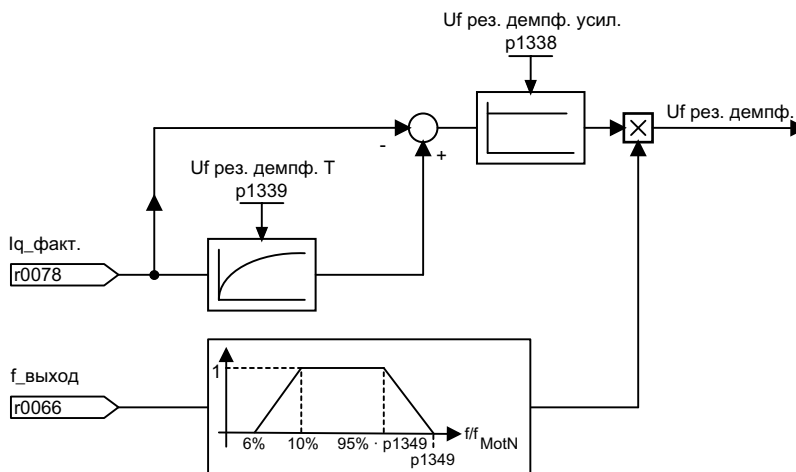 Uf рез. демпф. усил.
p1338
Uf рез. демпф.
-
+
Uf рез. демпф. T
p1339
Iq_факт.
r0078
f_выход
r0066
1
6% 10% 95% · p1349
f/f MotN
p1349